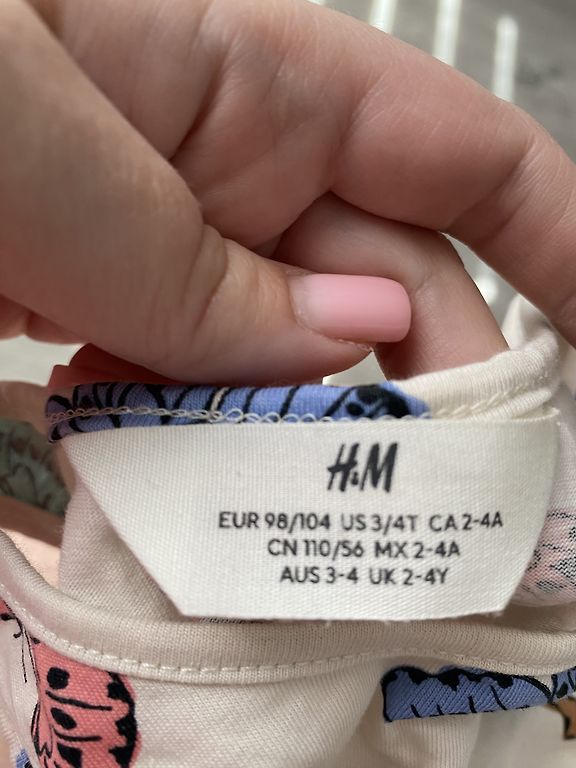 H&M
EUR 98/104 US 3/4T CA 2-4A
CN 110/56 MX 2-4A
AUS 3-4 UK 2-4Y